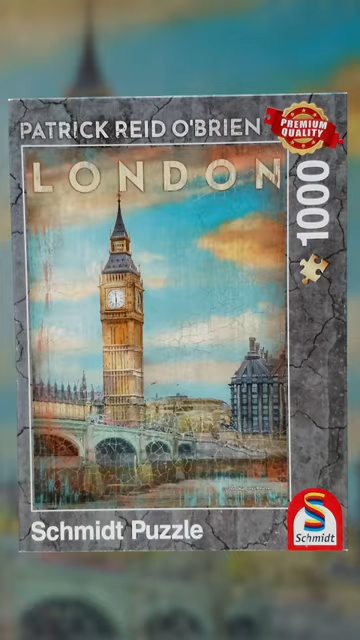 PATRICK REID O'BRIEN
PREMIUM
QUALITY
LONDON
1000
Schmidt Puzzle
S
Schmidt